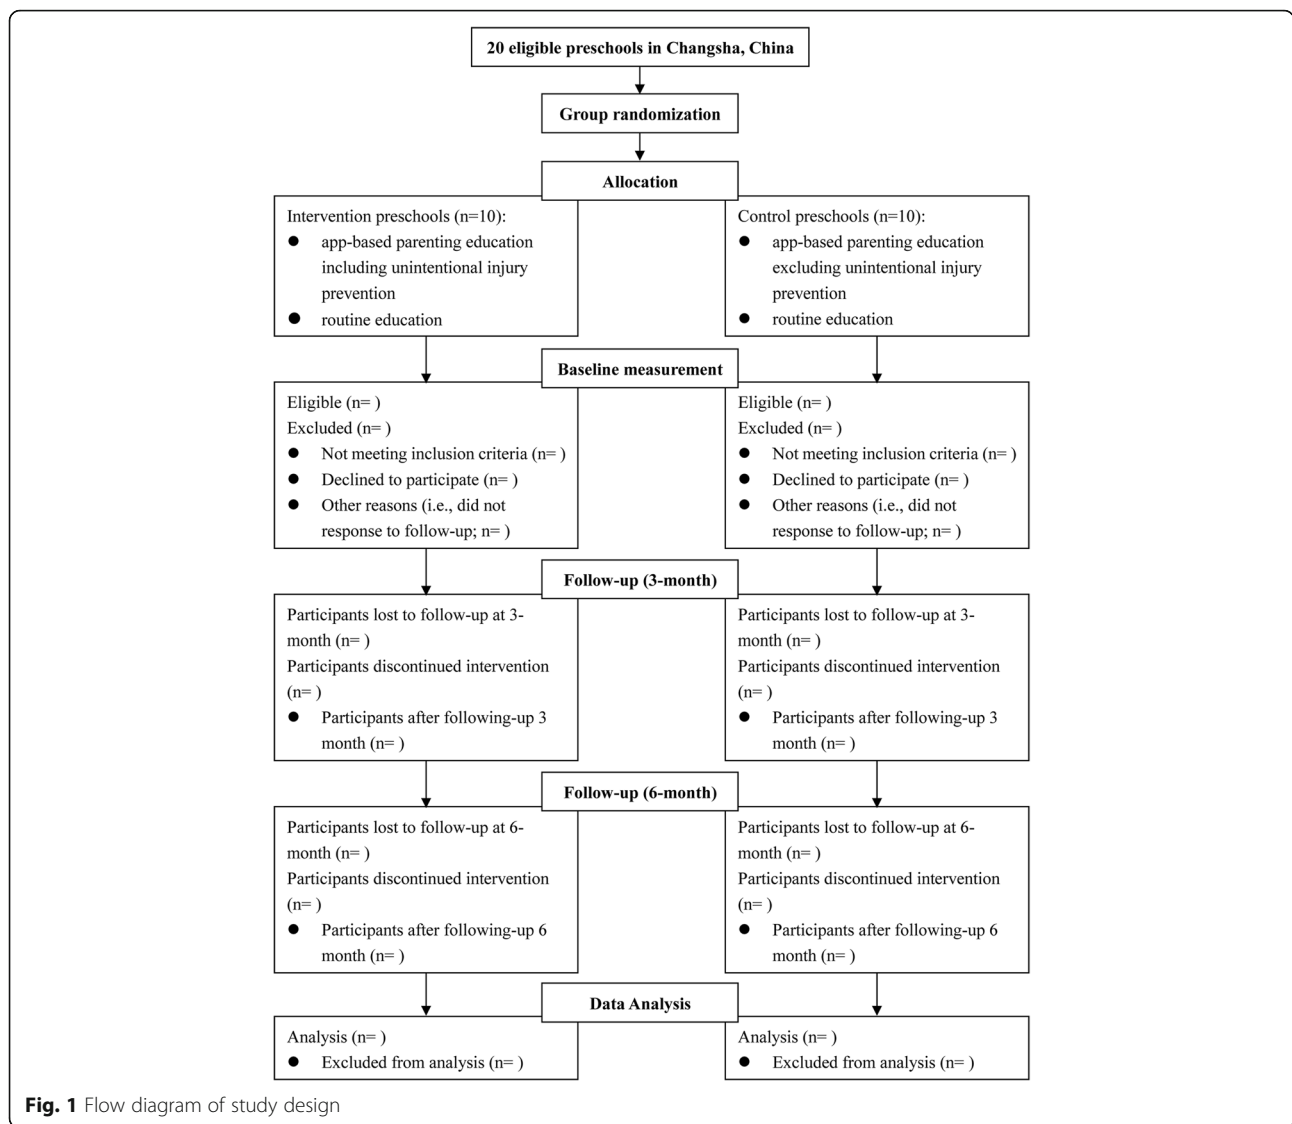 20 eligible preschools in Changsha, China
Group randomization
Allocation
Intervention preschools (n=10):
● app-based parenting education
including unintentional injury
prevention
● routine education
Control preschools (n=10):
● app-based parenting education
excluding unintentional injury
prevention
● routine education
Baseline measurement
Eligible (n= )
Excluded (n= )
● Not meeting inclusion criteria (n= )
● Declined to participate (n= )
● Other reasons (i.e., did not
response to follow-up; n= )
Eligible (n= )
Excluded (n= )
● Not meeting inclusion criteria (n= )
● Declined to participate (n= )
● Other reasons (i.e., did not
response to follow-up; n= )
Follow-up (3-month)
Participants lost to follow-up at 3-
month (n= )
Participants discontinued intervention
(n= )
● Participants after following-up 3
month (n= )
Participants lost to follow-up at 3-
month (n= )
Participants discontinued intervention
(n= )
● Participants after following-up 3
month (n= )
Follow-up (6-month)
Participants lost to follow-up at 6-
month (n= )
Participants discontinued intervention
(n= )
● Participants after following-up 6
month (n= )
Participants lost to follow-up at 6-
month (n= )
Participants discontinued intervention
(n= )
● Participants after following-up 6
month (n= )
Data Analysis
Analysis (n= )
● Excluded from analysis (n= )
Analysis (n= )
● Excluded from analysis (n= )
Fig. 1 Flow diagram of study design